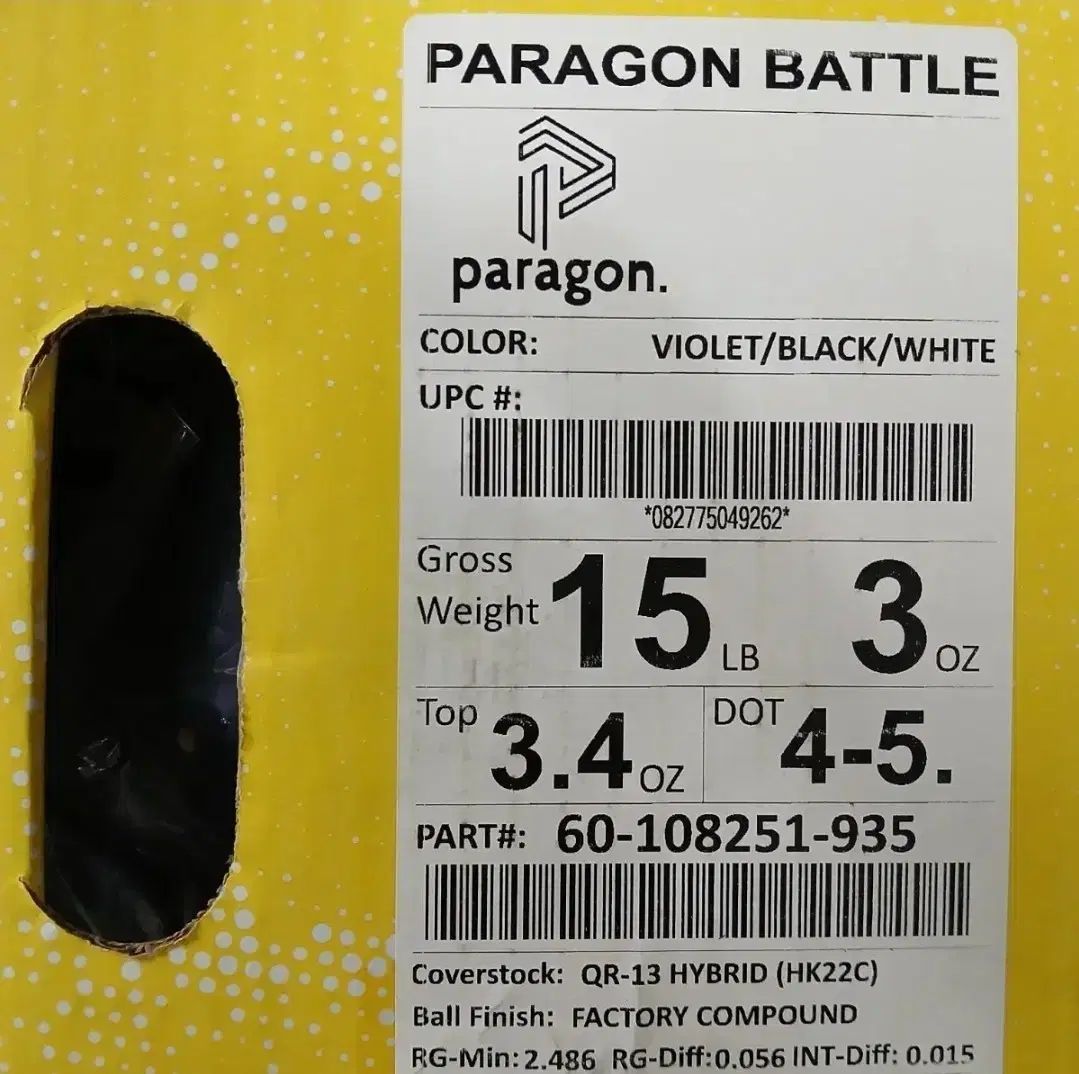 PARAGON BATTLE
paragon.
COLOR: VIOLET/BLACK/WHITE
UPC #:
*082775049262*
Gross Weight 15 LB 3 OZ
Top 3.4 OZ DOT 4-5.
PART#: 60-108251-935
Coverstock: QR-13 HYBRID (HK22C)
Ball Finish: FACTORY COMPOUND
RG-Min: 2.486 RG-Diff: 0.056 INT-Diff: 0.015